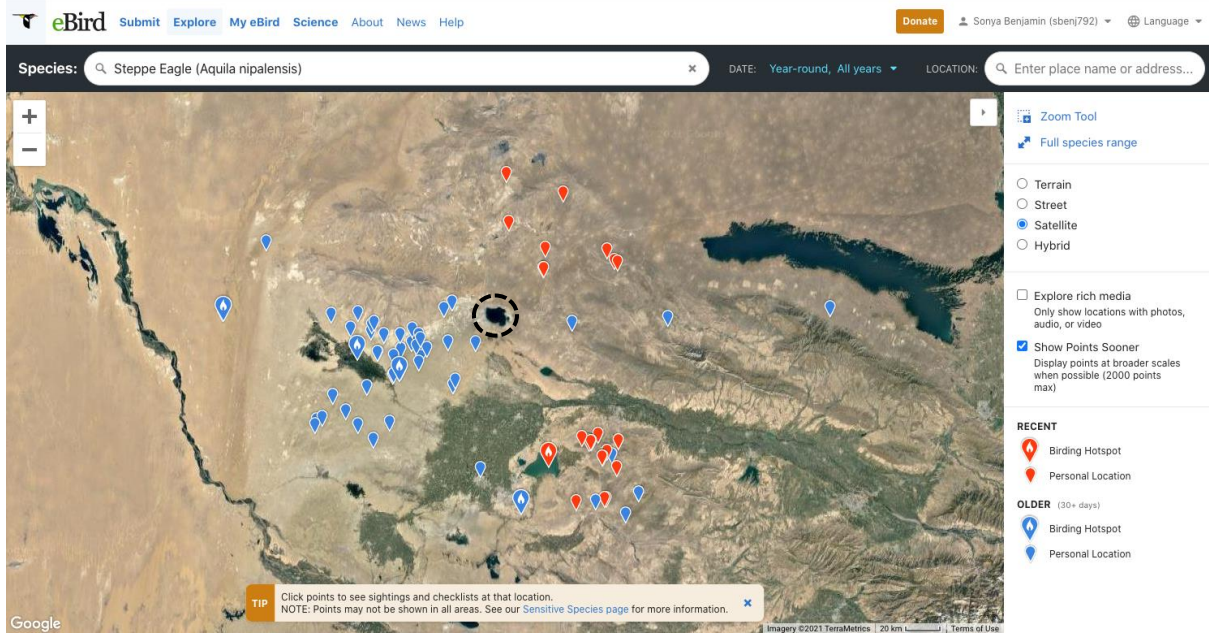 eBird Submit Explore My eBird Science About News Help Donate Sonya Benjamin (sbenj792) Language
Species: Steppe Eagle (Aquila nipalensis) × DATE: Year-round, All years LOCATION: Enter place name or address...
+
−
Zoom Tool
Full species range
Terrain
Street
Satellite
Hybrid
Explore rich media
Only show locations with photos,
audio, or video
Show Points Sooner
Display points at broader scales
when possible (2000 points
max)
RECENT
Birding Hotspot
Personal Location
OLDER (30+ days)
Birding Hotspot
Personal Location
TIP Click points to see sightings and checklists at that location.
NOTE: Points may not be shown in all areas. See our Sensitive Species page for more information. ×
Google Imagery ©2021 TerraMetrics 20 km Terms of Use